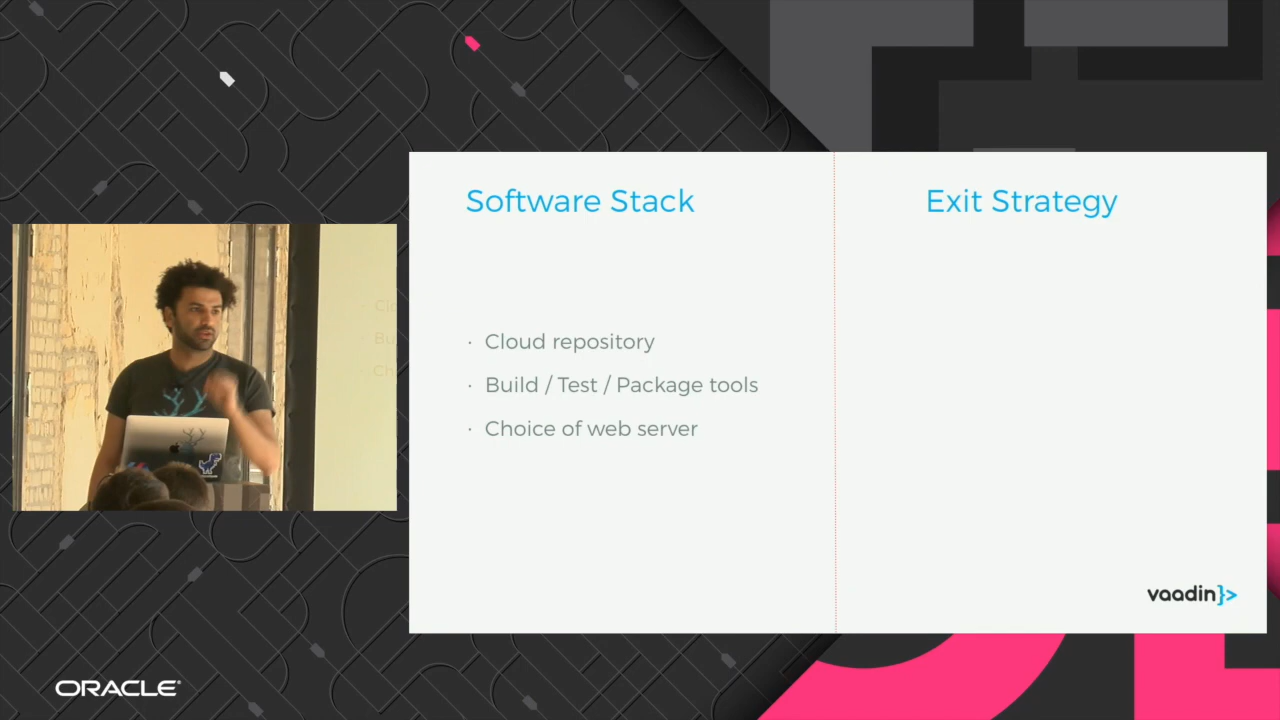 Software Stack
Exit Strategy
· Cloud repository
· Build / Test / Package tools
· Choice of web server
vaadin}>
ORACLE®